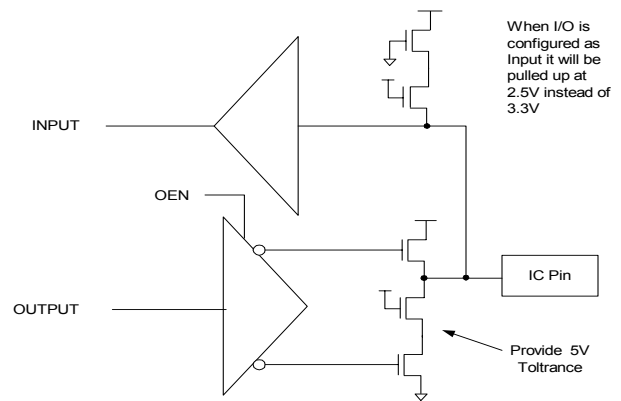 When I/O is
configured as
Input it will be
pulled up at
2.5V instead of
3.3V
INPUT
OEN
IC Pin
OUTPUT
Provide 5V
Toltrance